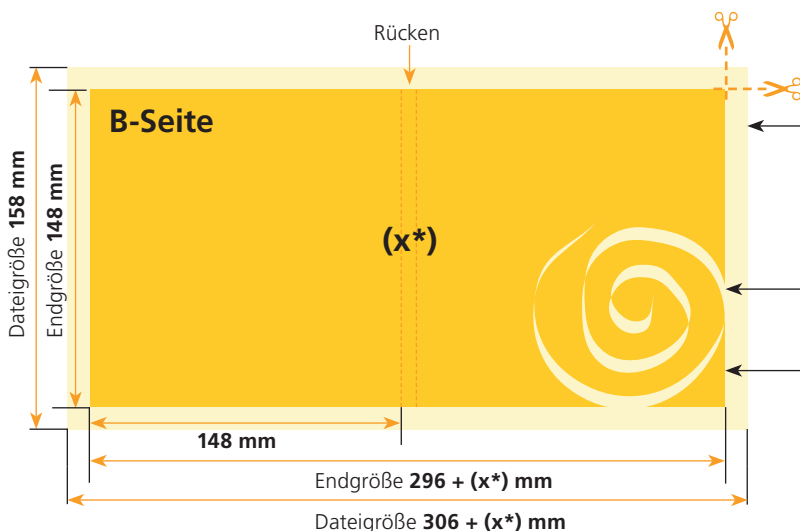 Rücken
B-Seite
(x*)
Dateigröße 158 mm
Endgröße 148 mm
148 mm
Endgröße 296 + (x*) mm
Dateigröße 306 + (x*) mm